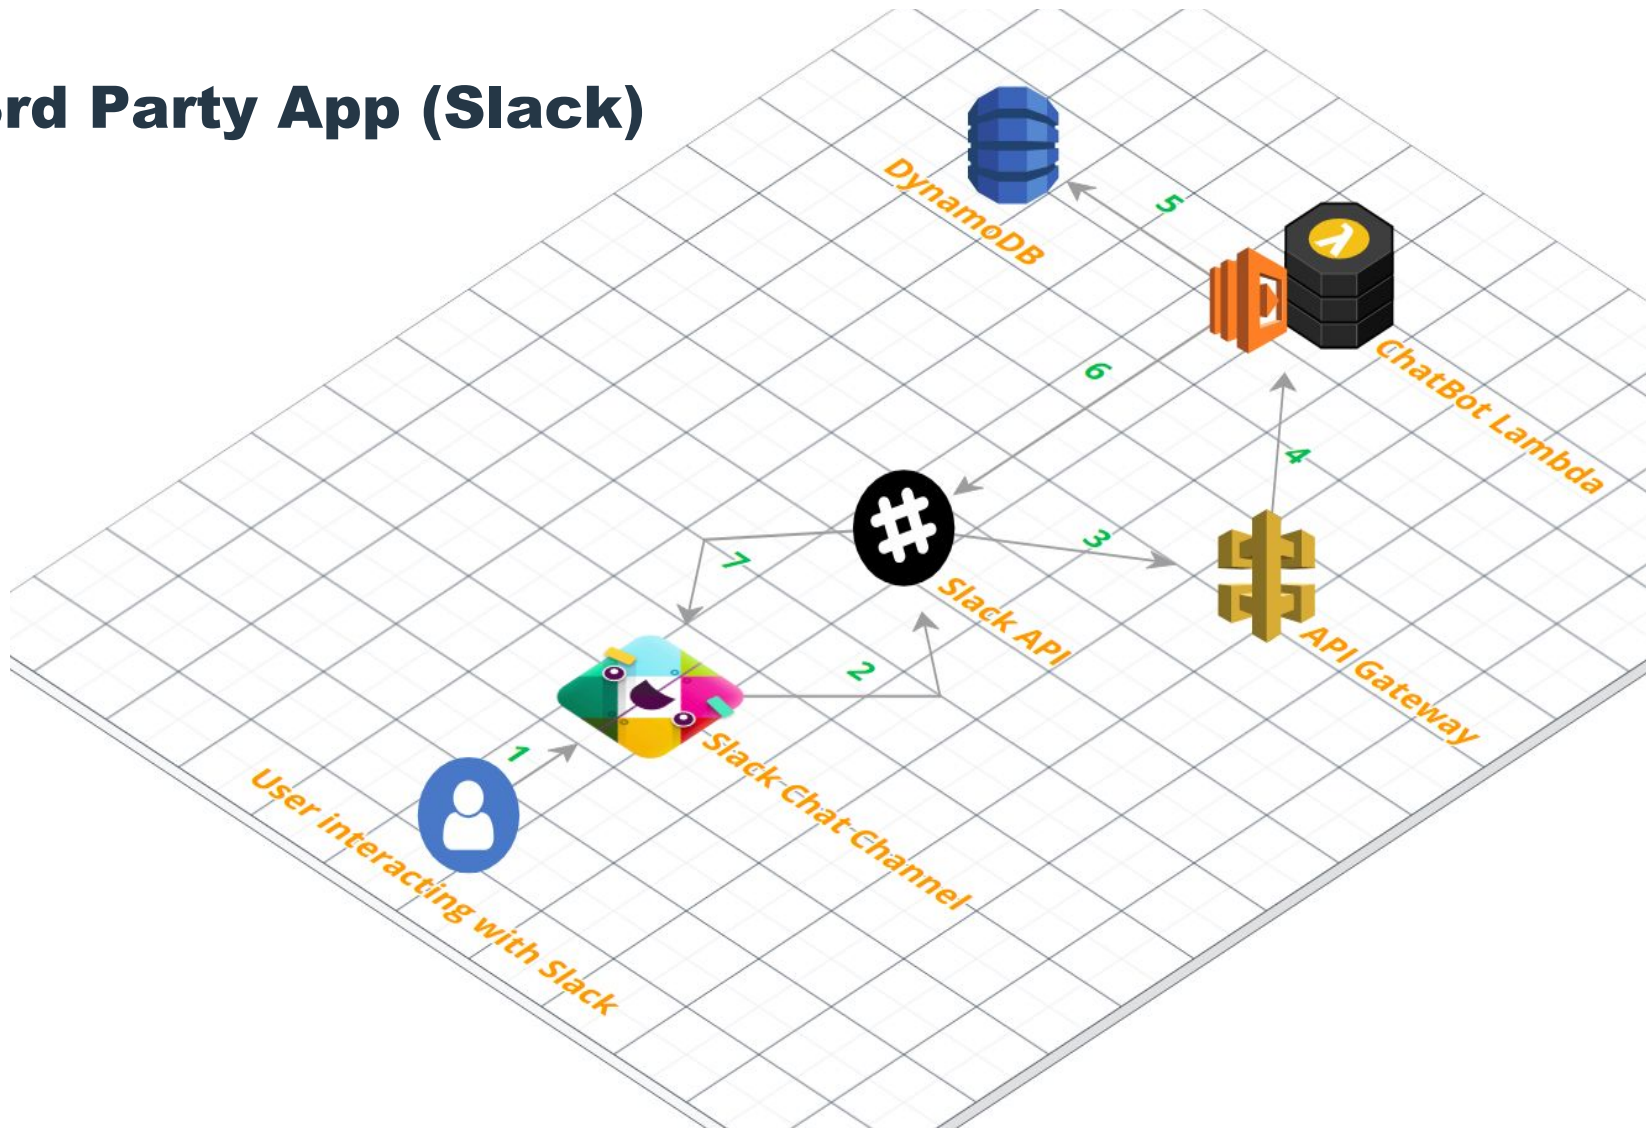 3rd Party App (Slack)
DynamoDB
5
ChatBot Lambda
6
4
3
7
Slack API
API Gateway
2
1
Slack Chat Channel
User interacting with Slack